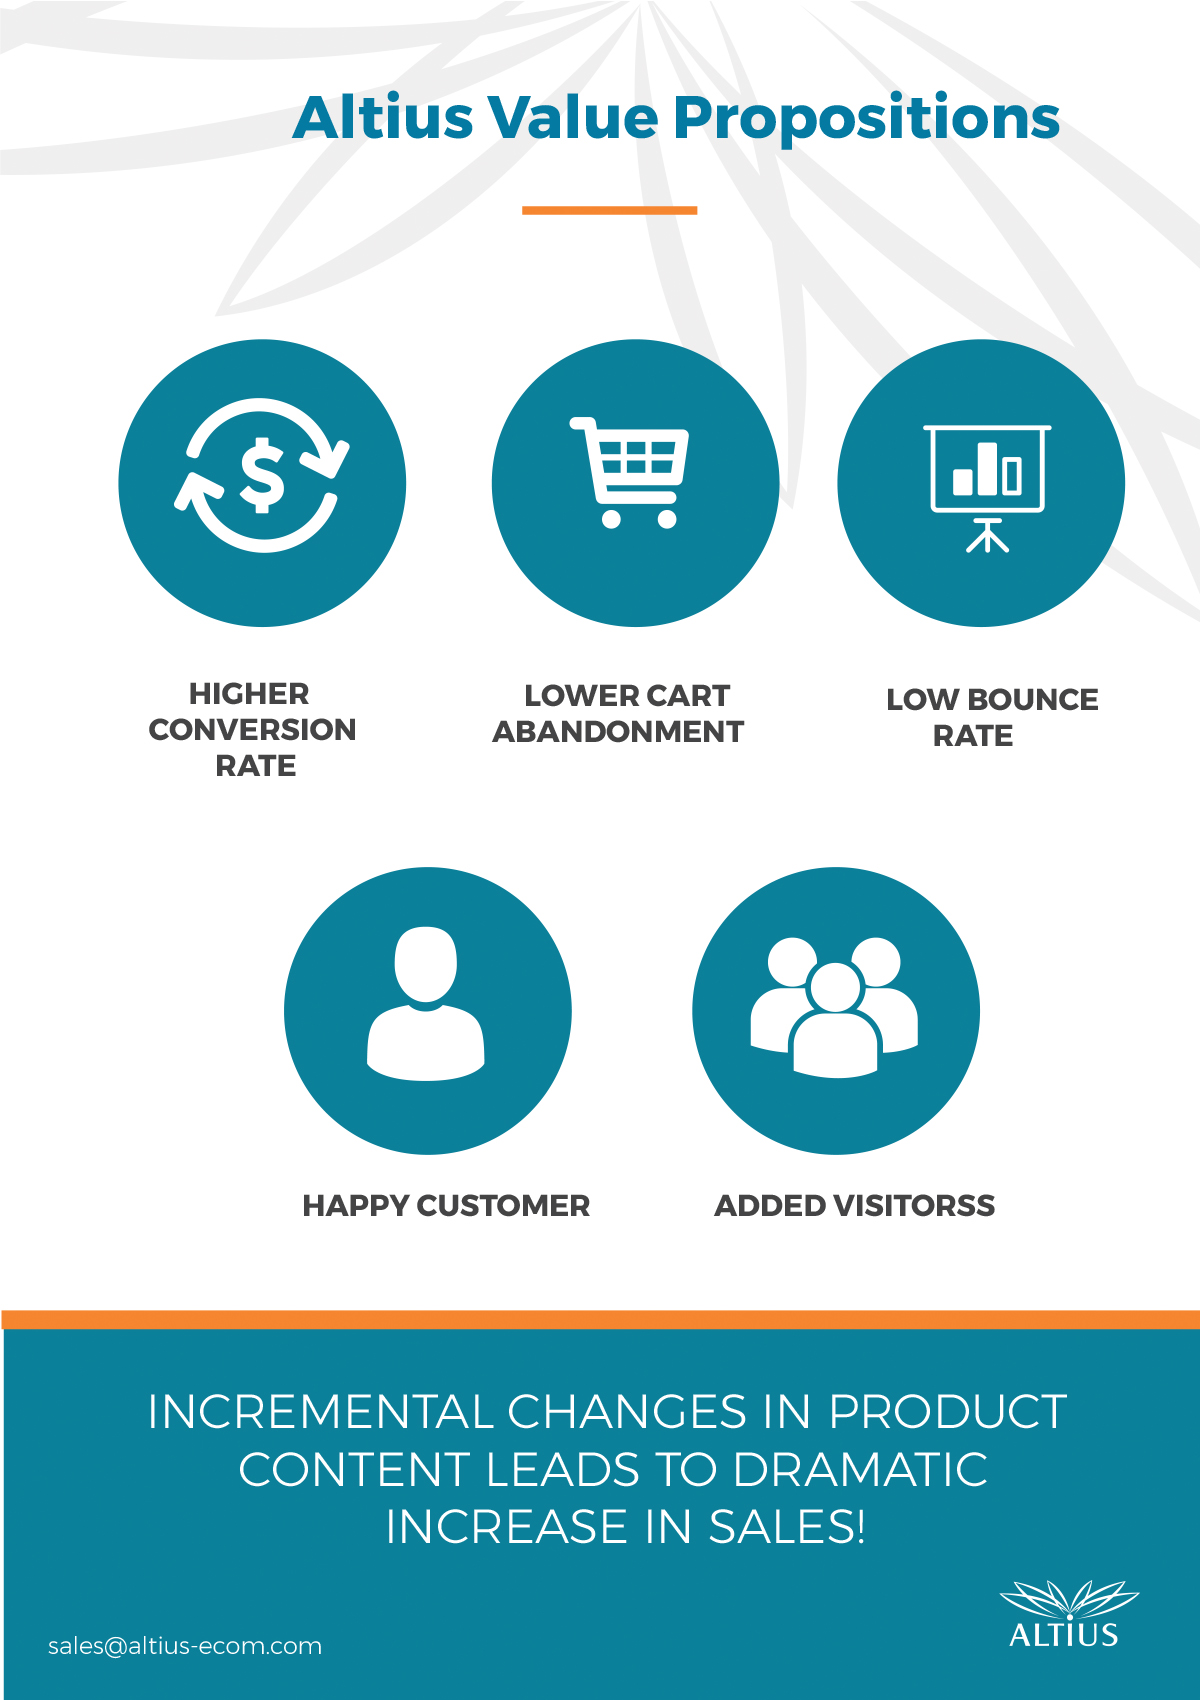 Altius Value Propositions
$
HIGHER
CONVERSION
RATE
LOWER CART
ABANDONMENT
LOW BOUNCE
RATE
HAPPY CUSTOMER
ADDED VISITORSS
INCREMENTAL CHANGES IN PRODUCT
CONTENT LEADS TO DRAMATIC
INCREASE IN SALES!
sales@altius-ecom.com
ALTIUS